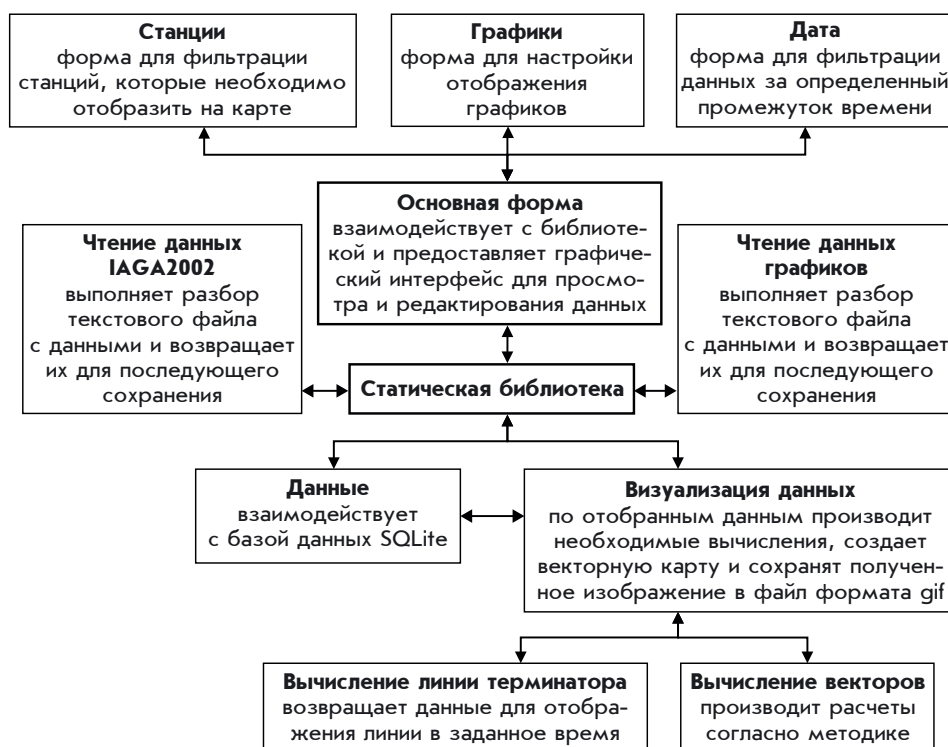 Станции
форма для фильтрации
станций, которые необходимо
отобразить на карте
Графики
форма для настройки
отображения
графиков
Дата
форма для фильтрации
данных за определенный
промежуток времени
Основная форма
взаимодействует с библиоте-
кой и предоставляет графиче-
ский интерфейс для просмо-
тра и редактирования данных
Чтение данных
IAGA2002
выполняет разбор
текстового файла
с данными и возвращает
их для последующего
сохранения
Чтение данных
графиков
выполняет разбор
текстового файла
с данными и возвращает
их для последующего
сохранения
Статическая библиотека
Данные
взаимодействует
с базой данных SQLite
Визуализация данных
по отобранным данным производит
необходимые вычисления, создает
векторную карту и сохранят получен-
ное изображение в файл формата gif
Вычисление линии терминатора
возвращает данные для отобра-
жения линии в заданное время
Вычисление векторов
производит расчеты
согласно методике